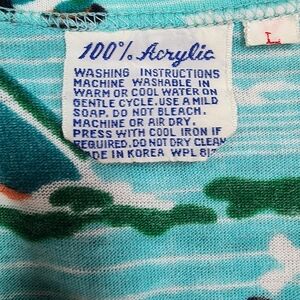 100% Acrylic
L
WASHING INSTRUCTIONS
MACHINE WASHABLE IN
WARM OR COOL WATER ON
GENTLE CYCLE. USE A MILD
SOAP. DO NOT BLEACH.
MACHINE OR AIR DRY.
PRESS WITH COOL IRON IF
REQUIRED. DO NOT DRY CLEAN
ADE IN KOREA WPL 817